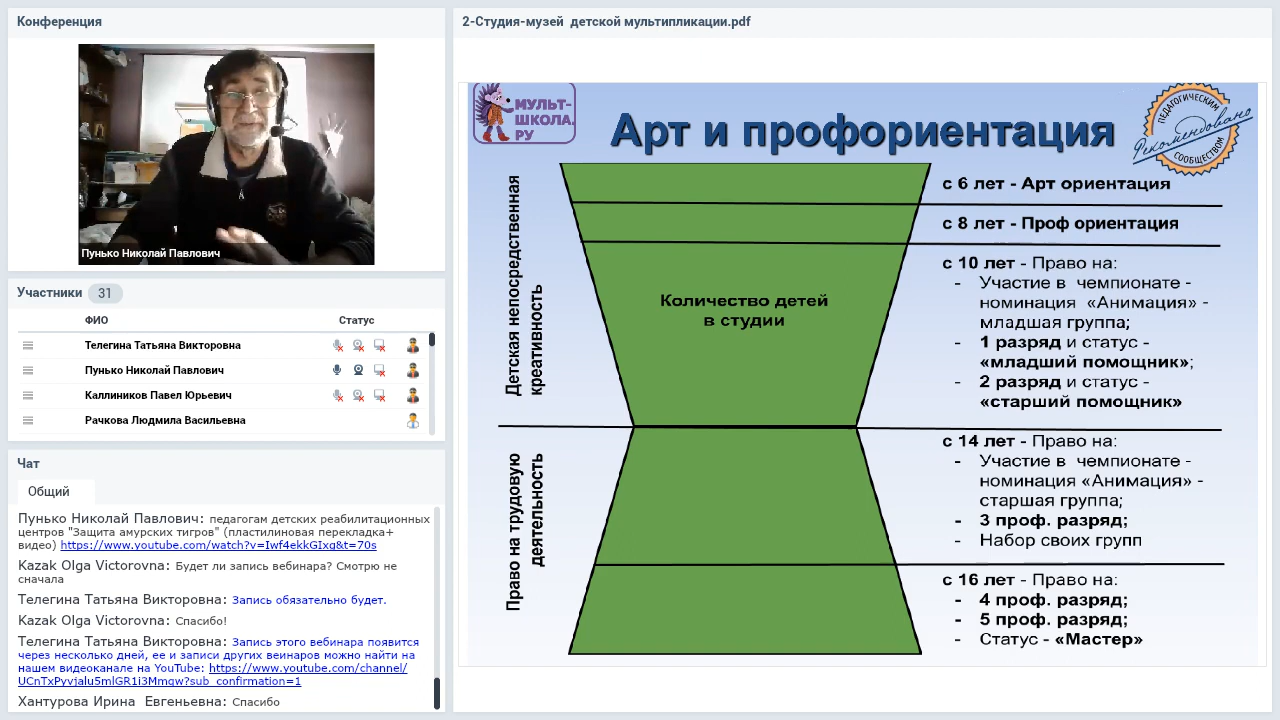 Конференция
Пунько Николай Павлович
Участники 31
ФИО Статус
Телегина Татьяна Викторовна
Пунько Николай Павлович
Каллиников Павел Юрьевич
Рачкова Людмила Васильевна
Чат
Общий
Пунько Николай Павлович: педагогам детских реабилитационных
центров "Защита амурских тигров" (пластилиновая перекладка+
видео) https://www.youtube.com/watch?v=Iwf4ekkGIxg&t=70s
Kazak Olga Victorovna: Будет ли запись вебинара? Смотрю не
сначала
Телегина Татьяна Викторовна: Запись обязательно будет.
Kazak Olga Victorovna: Спасибо!
Телегина Татьяна Викторовна: Запись этого вебинара появится
через несколько дней, ее и записи других веинаров можно найти на
нашем видеоканале на YouTube: https://www.youtube.com/channel/
UCnTxPyvjalu5mlGR1i3Mmqw?sub_confirmation=1
Хантурова Ирина Евгеньевна: Спасибо
2-Студия-музей детской мультипликации.pdf
МУЛЬТ-
ШКОЛА.
РУ
Арт и профориентация
ПЕДАГОГИЧЕСКИМ
Рекомендовано
СООБЩЕСТВОМ
Детская непосредственная
креативность
Право на трудовую
деятельность
Количество детей
в студии
с 6 лет - Арт ориентация
с 8 лет - Проф ориентация
с 10 лет - Право на:
- Участие в чемпионате -
номинация «Анимация» -
младшая группа;
- 1 разряд и статус -
«младший помощник»;
- 2 разряд и статус -
«старший помощник»
с 14 лет - Право на:
- Участие в чемпионате -
номинация «Анимация» -
старшая группа;
- 3 проф. разряд;
- Набор своих групп
с 16 лет - Право на:
- 4 проф. разряд;
- 5 проф. разряд;
- Статус - «Мастер»